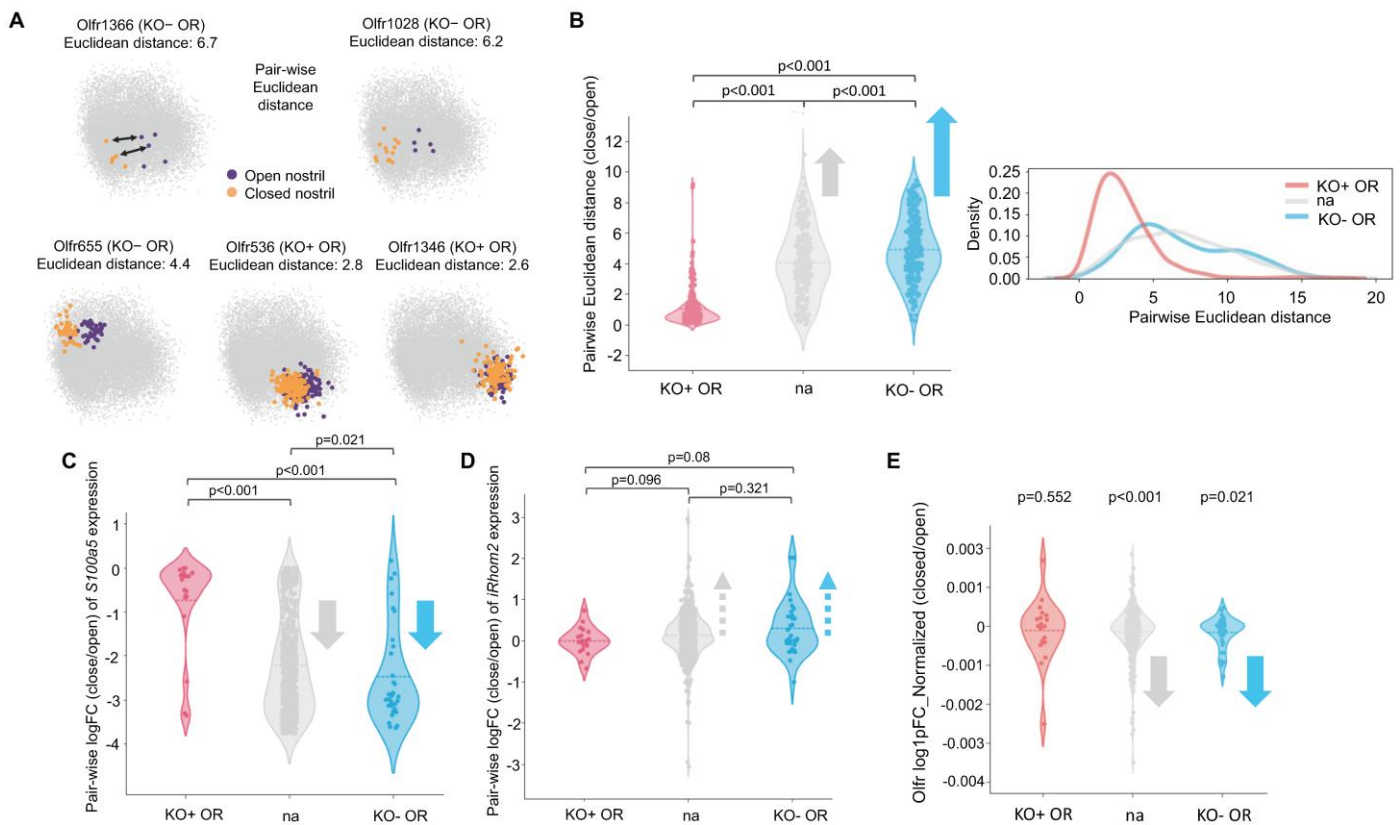 A
Olfr1366 (KO− OR)
Euclidean distance: 6.7
Pair-wise
Euclidean
distance
Olfr1028 (KO− OR)
Euclidean distance: 6.2
Open nostril
Closed nostril
Olfr655 (KO− OR)
Euclidean distance: 4.4
Olfr536 (KO+ OR)
Euclidean distance: 2.8
Olfr1346 (KO+ OR)
Euclidean distance: 2.6
B
p<0.001
p<0.001
p<0.001
Pairwise Euclidean distance (close/open)
12
10
8
6
4
2
0
-2
KO+ OR
na
KO- OR
Density
0.25
0.20
0.15
0.10
0.05
0.00
KO+ OR
na
KO- OR
0
5
10
15
20
Pairwise Euclidean distance
C
p=0.021
p<0.001
p<0.001
Pair-wise logFC (close/open) of S100a5 expression
1
0
-1
-2
-3
-4
KO+ OR
na
KO- OR
D
p=0.08
p=0.096
p=0.321
Pair-wise logFC (close/open) of iRhom2 expression
3
2
1
0
-1
-2
-3
KO+ OR
na
KO- OR
E
p=0.552
p<0.001
p=0.021
Olfr log1pFC_Normalized (closed/open)
0.003
0.001
0
-0.001
-0.002
-0.003
-0.004
KO+ OR
na
KO- OR